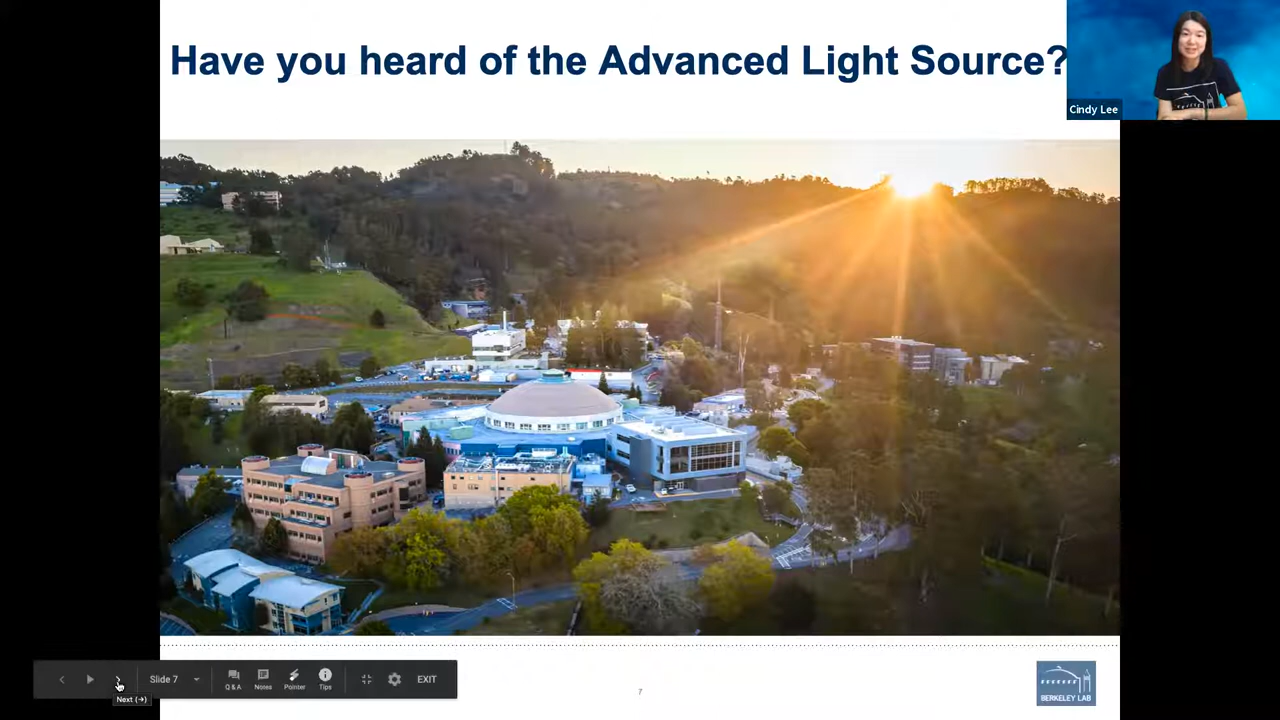 Have you heard of the Advanced Light Source?
Cindy Lee
Slide 7
Q & A
Notes
Pointer
Tips
EXIT
Next (→)
7
BERKELEY LAB